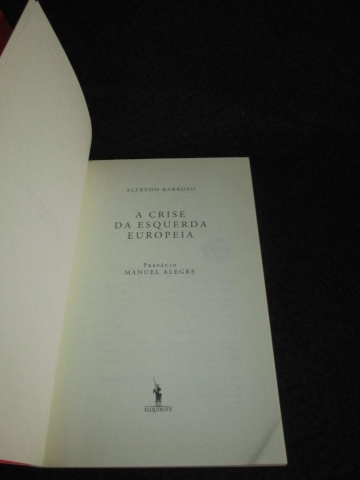 ALFREDO BARROSO
A CRISE
DA ESQUERDA
EUROPEIA
PREFÁCIO
MANUEL ALEGRE
D.QUIXOTE